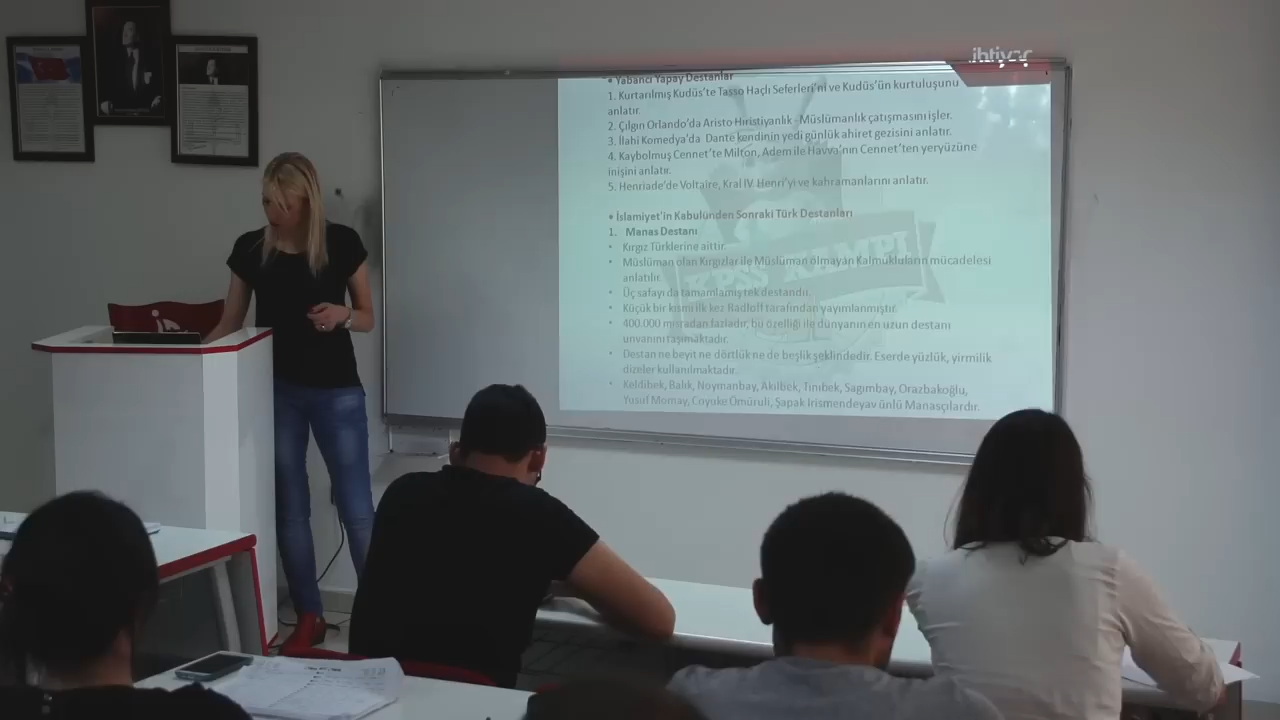 ihtiyaç
• Yabancı Yapay Destanlar
1. Kurtarılmış Kudüs'te Tasso Haçlı Seferleri'ni ve Kudüs'ün kurtuluşunu
anlatır.
2. Çılgın Orlando'da Aristo Hıristiyanlık - Müslümanlık çatışmasını işler.
3. İlahi Komedya'da Dante kendinin yedi günlük ahiret gezisini anlatır.
4. Kaybolmuş Cennet'te Milton, Adem ile Havva'nın Cennet'ten yeryüzüne
inişini anlatır.
5. Henriade'de Voltaire, Kral IV. Henri'yi ve kahramanlarını anlatır.
• İslamiyet'in Kabulünden Sonraki Türk Destanları
1. Manas Destanı
• Kırgız Türklerine aittir.
• Müslüman olan Kırgızlar ile Müslüman olmayan Kalmukluların mücadelesi
anlatılır.
• Üç safayı da tamamlamış tek destandır.
• Küçük bir kısmı ilk kez Radloff tarafından yayımlanmıştır.
• 400.000 mısradan fazladır, bu özelliği ile dünyanın en uzun destanı
unvanını taşımaktadır.
• Destan ne beyit ne dörtlük ne de beşlik şeklindedir. Eserde yüzlük, yirmilik
dizeler kullanılmaktadır.
• Keldibek, Balık, Noymanbay, Akılbek, Tınıbek, Sagımbay, Orazbakoğlu,
Yusuf Momay, Coyuke Ömürüli, Şapak Irismendeyav ünlü Manasçılardır.
KPSS KAMPI